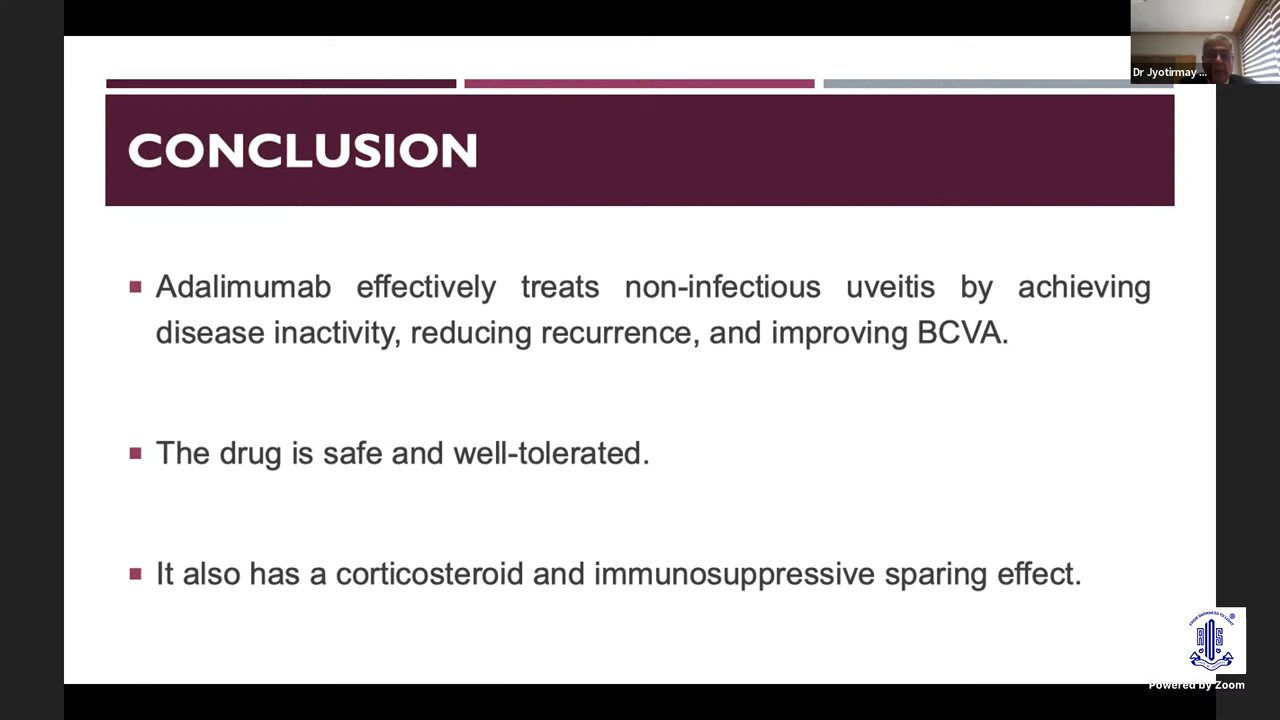 Dr Jyotirmay ...
CONCLUSION
Adalimumab effectively treats non-infectious uveitis by achieving
disease inactivity, reducing recurrence, and improving BCVA.
The drug is safe and well-tolerated.
It also has a corticosteroid and immunosuppressive sparing effect.
Powered by Zoom